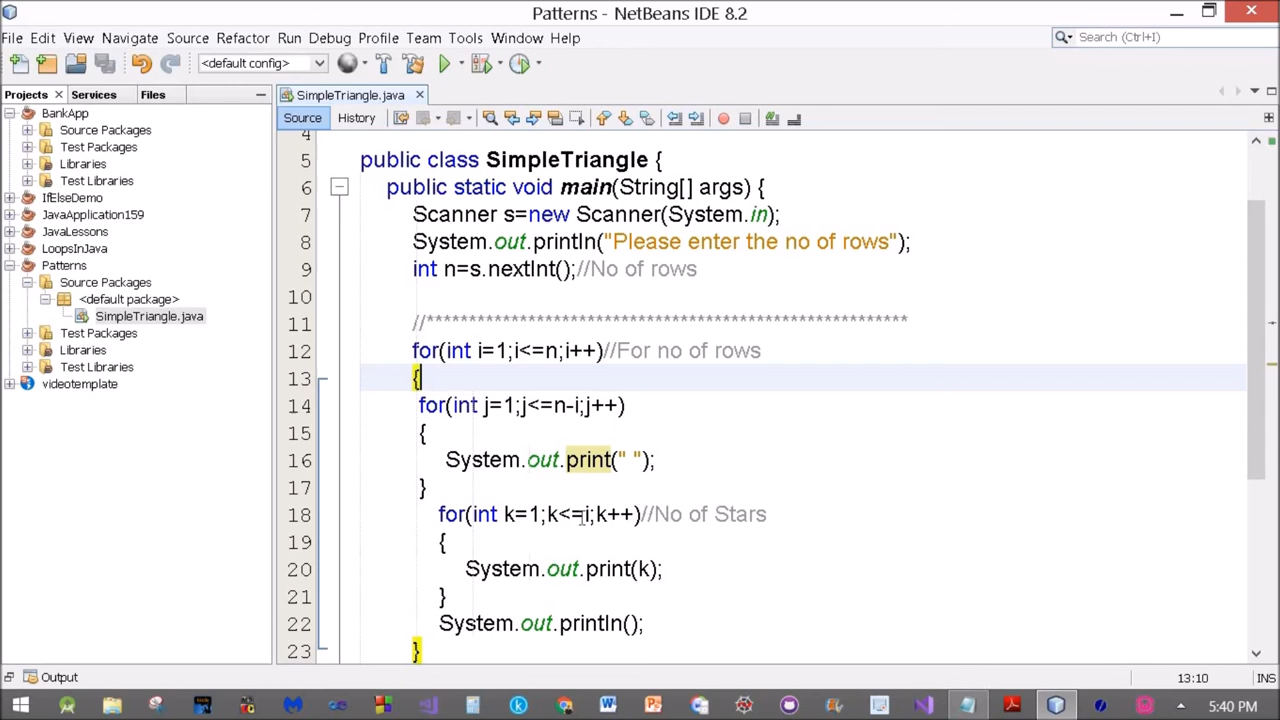 Patterns - NetBeans IDE 8.2
File Edit View Navigate Source Refactor Run Debug Profile Team Tools Window Help
Search (Ctrl+I)
<default config>
Projects Services Files
SimpleTriangle.java
BankApp
Source Packages
Test Packages
Libraries
Test Libraries
IfElseDemo
JavaApplication159
JavaLessons
LoopsInJava
Patterns
Source Packages
<default package>
SimpleTriangle.java
Test Packages
Libraries
Test Libraries
videotemplate
Source History
4
5 public class SimpleTriangle {
6 public static void main(String[] args) {
7 Scanner s=new Scanner(System.in);
8 System.out.println("Please enter the no of rows");
9 int n=s.nextInt();//No of rows
10
11 //*********************************************************
12 for(int i=1;i<=n;i++)//For no of rows
13 {
14 for(int j=1;j<=n-i;j++)
15 {
16 System.out.print(" ");
17 }
18 for(int k=1;k<=i;k++)//No of Stars
19 {
20 System.out.print(k);
21 }
22 System.out.println();
23 }
Output
13:10 INS
5:40 PM